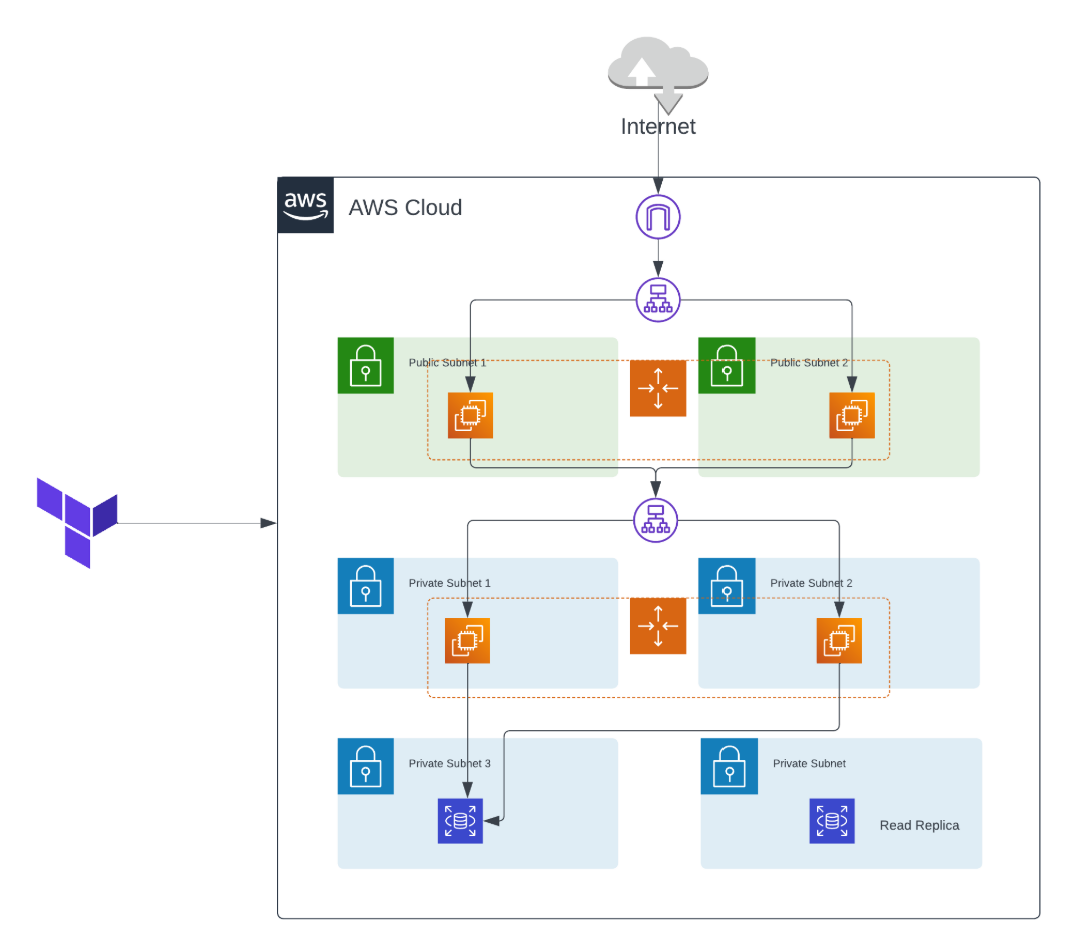 Internet
aws
AWS Cloud
Public Subnet 1
Public Subnet 2
Private Subnet 1
Private Subnet 2
Private Subnet 3
Private Subnet
Read Replica